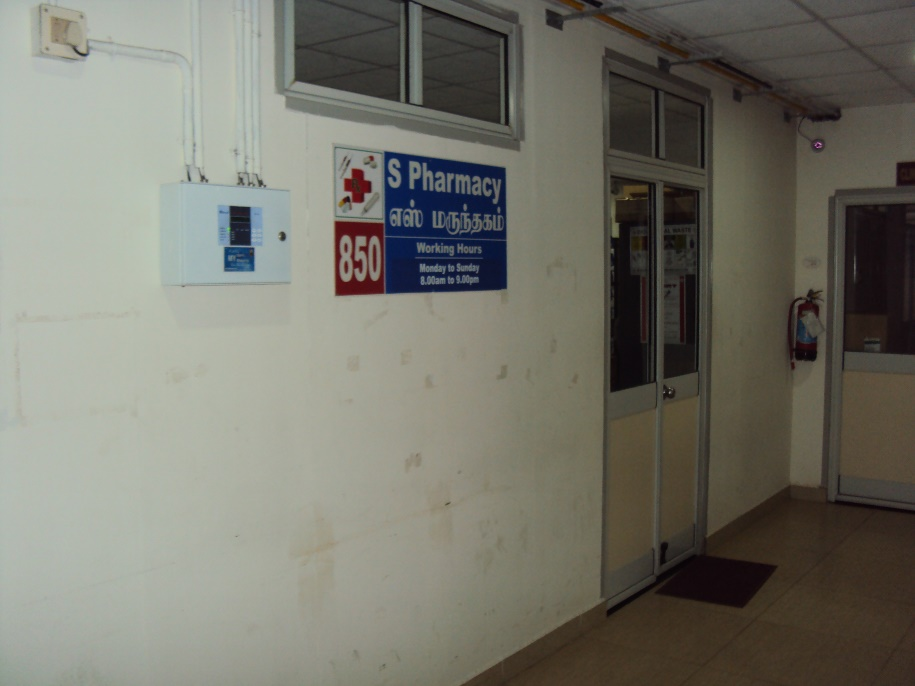 S Pharmacy
எஸ் மருந்தகம்
850
Working Hours
Monday to Sunday
8.00am to 9.00pm